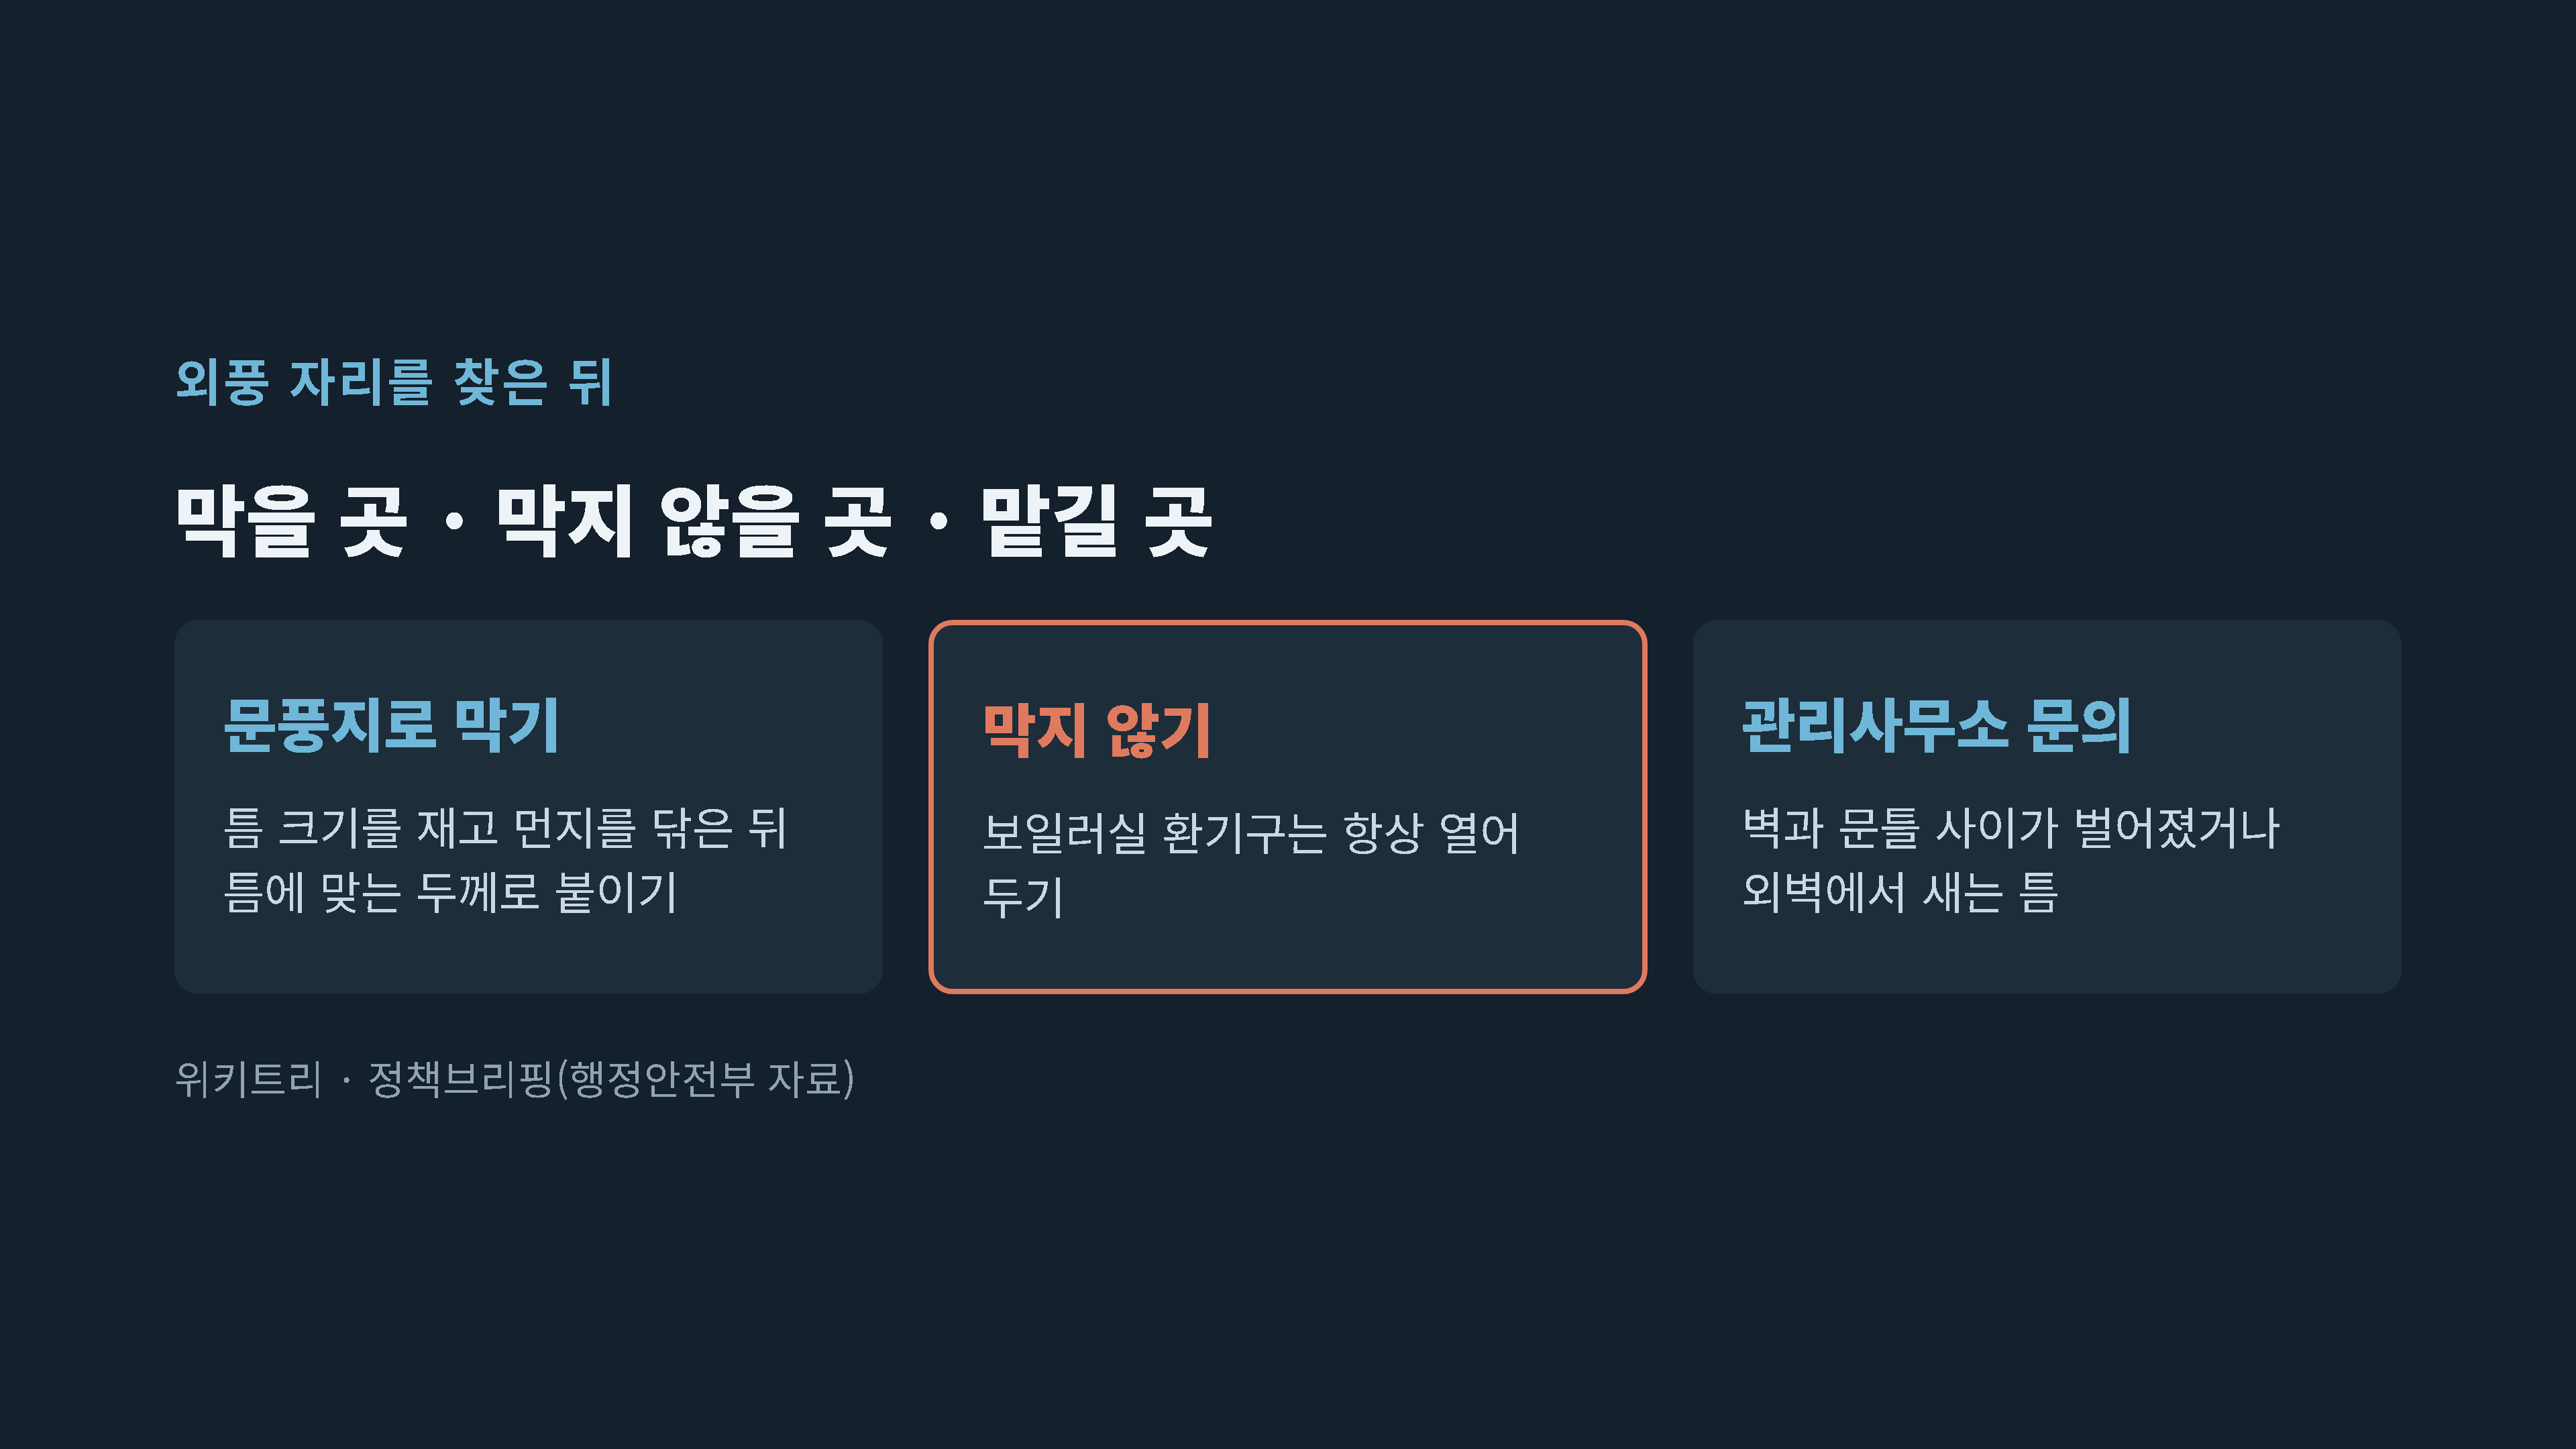 외풍 자리를 찾은 뒤
막을 곳 · 막지 않을 곳 · 맡길 곳
문풍지로 막기
틈 크기를 재고 먼지를 닦은 뒤
틈에 맞는 두께로 붙이기
막지 않기
보일러실 환기구는 항상 열어
두기
관리사무소 문의
벽과 문틀 사이가 벌어졌거나
외벽에서 새는 틈
위키트리 · 정책브리핑(행정안전부 자료)